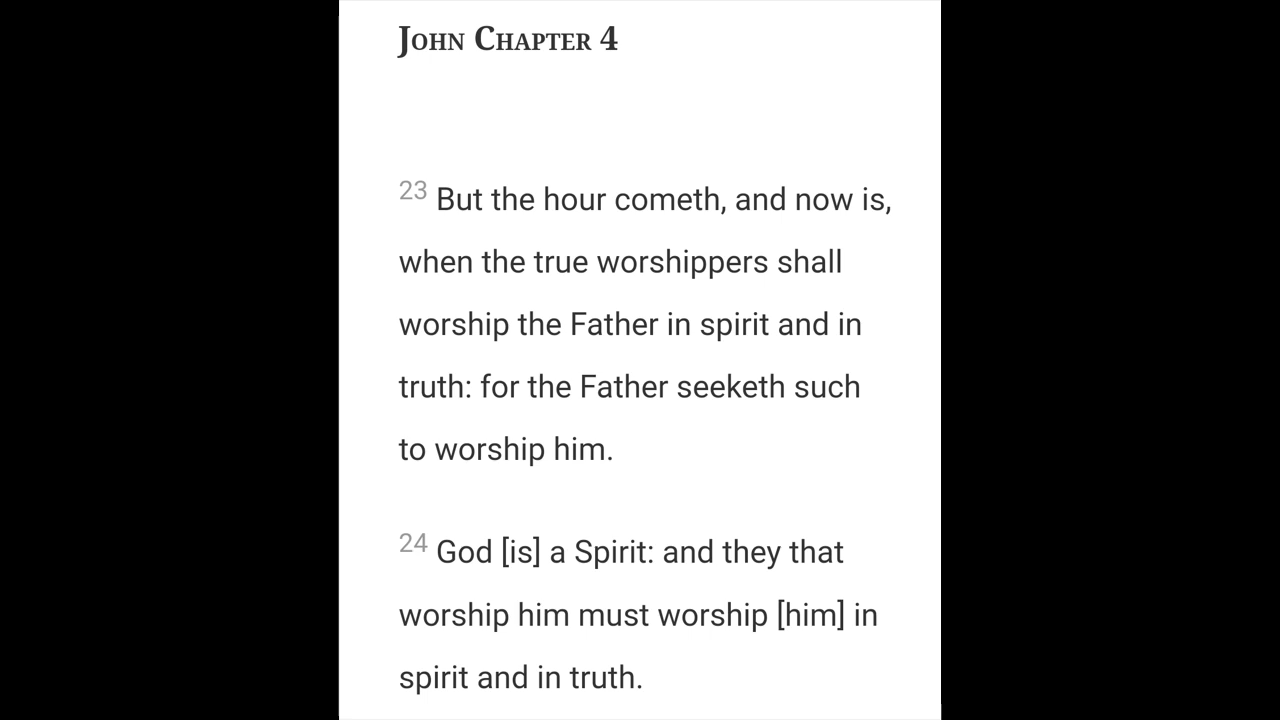 John Chapter 4
23 But the hour cometh, and now is,
when the true worshippers shall
worship the Father in spirit and in
truth: for the Father seeketh such
to worship him.
24 God [is] a Spirit: and they that
worship him must worship [him] in
spirit and in truth.